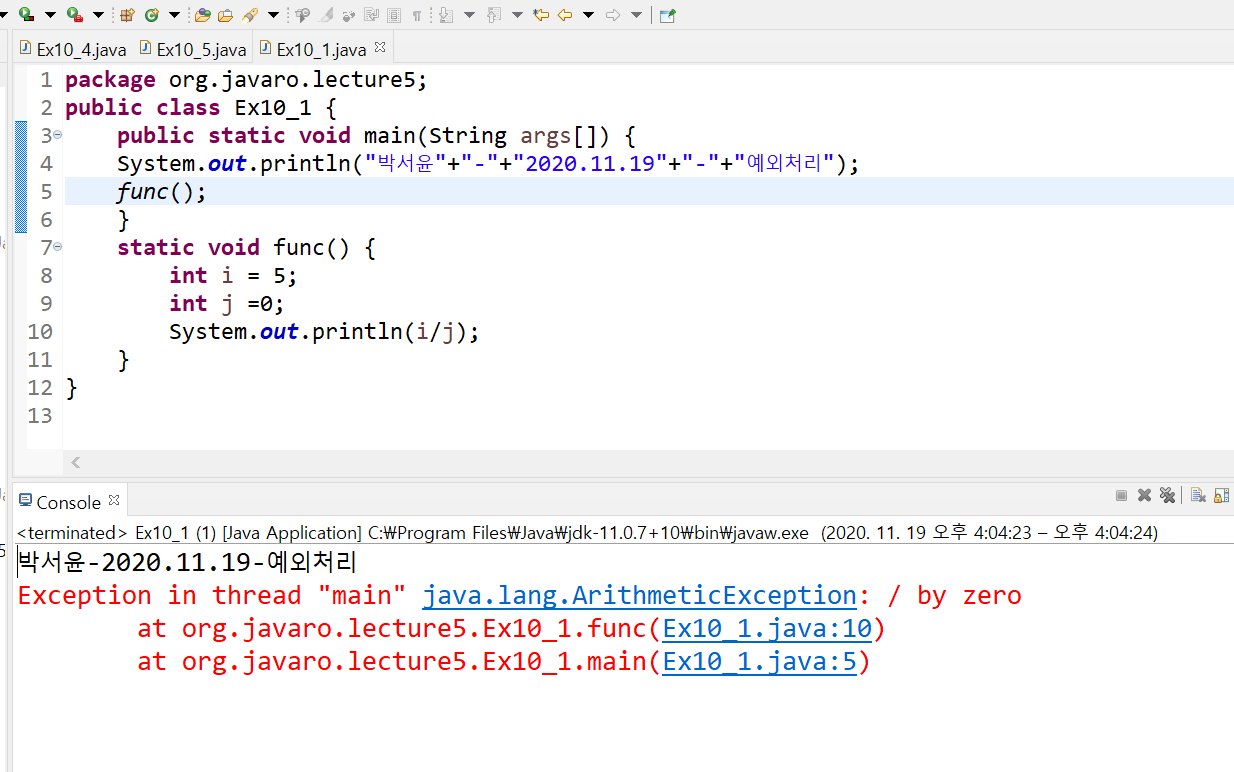 Ex10_4.java Ex10_5.java Ex10_1.java
1 package org.javaro.lecture5;
2 public class Ex10_1 {
3 public static void main(String args[]) {
4 System.out.println("박서윤"+"-"+"2020.11.19"+"-"+"예외처리");
5 func();
6 }
7 static void func() {
8 int i = 5;
9 int j =0;
10 System.out.println(i/j);
11 }
12 }
13
Console
<terminated> Ex10_1 (1) [Java Application] C:₩Program Files₩Java₩jdk-11.0.7+10₩bin₩javaw.exe (2020. 11. 19 오후 4:04:23 – 오후 4:04:24)
박서윤-2020.11.19-예외처리
Exception in thread "main" java.lang.ArithmeticException: / by zero
at org.javaro.lecture5.Ex10_1.func(Ex10_1.java:10)
at org.javaro.lecture5.Ex10_1.main(Ex10_1.java:5)